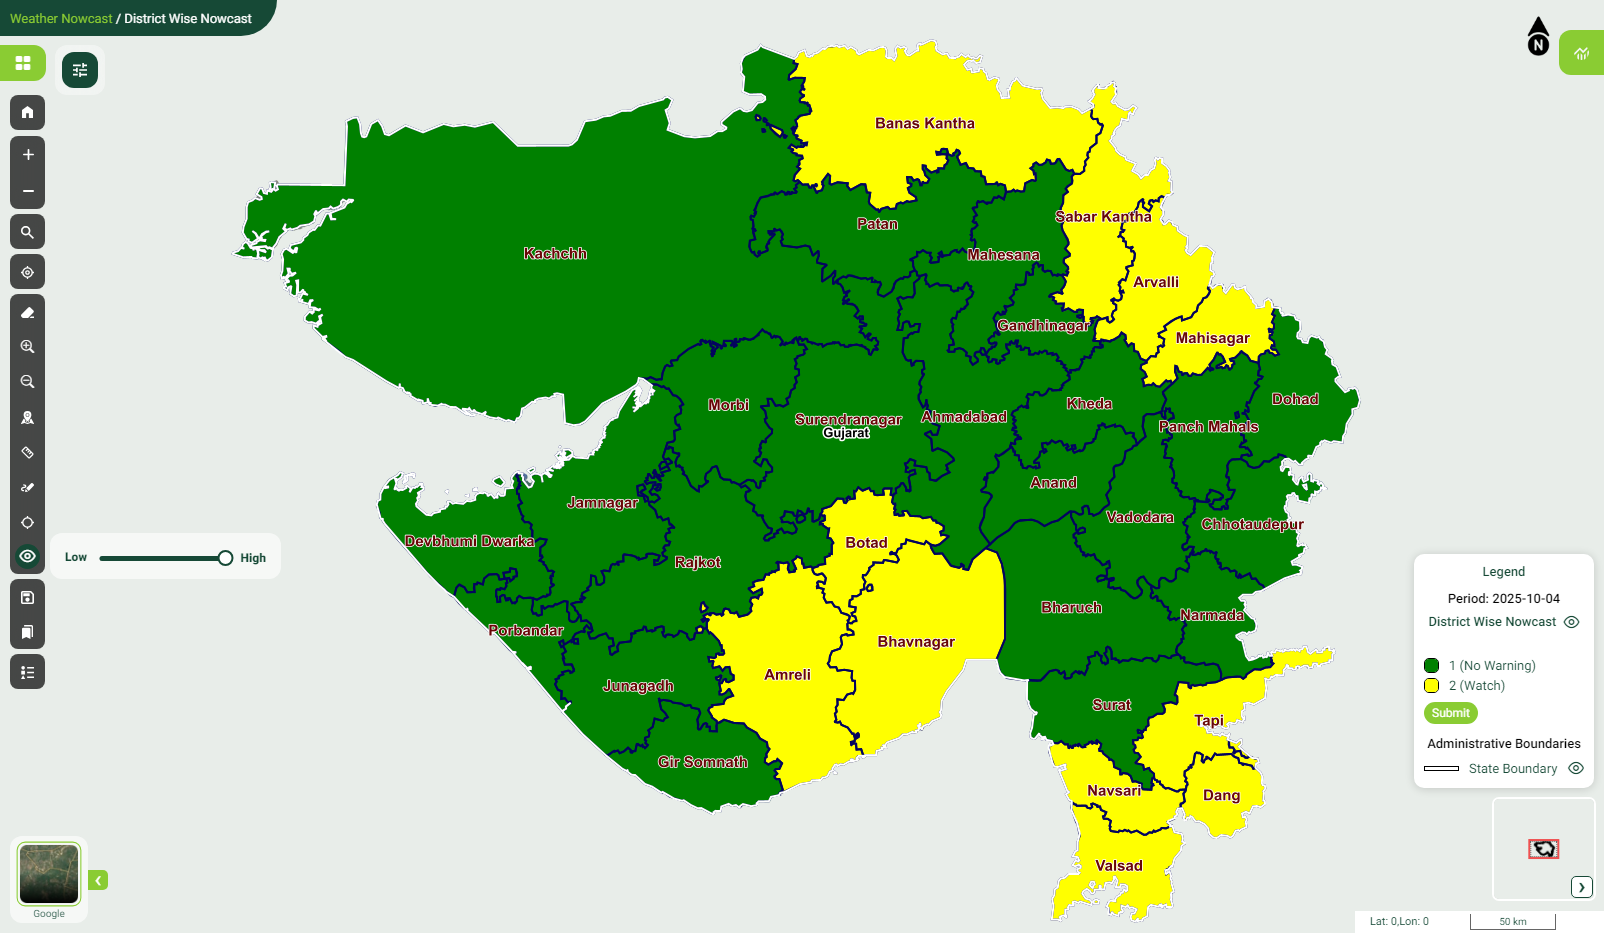 Weather Nowcast / District Wise Nowcast
N
Banas Kantha
Sabar Kantha
Patan
Kachchh
Mahesana
Arvalli
Gandhinagar
Mahisagar
Morbi
Surendranagar
Gujarat
Ahmadabad
Kheda
Dohad
Panch Mahals
Anand
Jamnagar
Vadodara
Chhotaudepur
Devbhumi Dwarka
Botad
Rajkot
Low
High
Bharuch
Narmada
Porbandar
Bhavnagar
Amreli
Junagadh
Surat
Tapi
Gir Somnath
Navsari
Dang
Valsad
Legend
Period: 2025-10-04
District Wise Nowcast
1 (No Warning)
2 (Watch)
Submit
Administrative Boundaries
State Boundary
Google
Lat: 0,Lon: 0
50 km